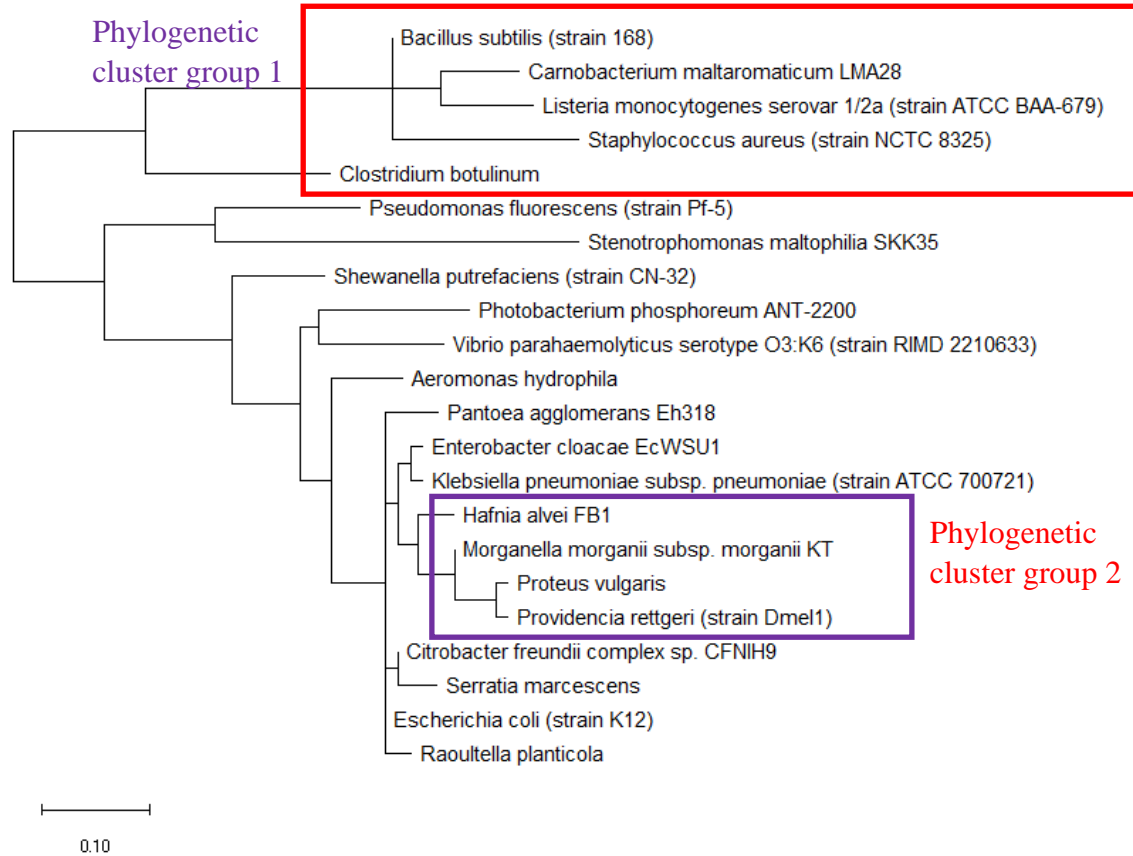 Phylogenetic
cluster group 1
Bacillus subtilis (strain 168)
Carnobacterium maltaromaticum LMA28
Listeria monocytogenes serovar 1/2a (strain ATCC BAA-679)
Staphylococcus aureus (strain NCTC 8325)
Clostridium botulinum
Pseudomonas fluorescens (strain Pf-5)
Stenotrophomonas maltophilia SKK35
Shewanella putrefaciens (strain CN-32)
Photobacterium phosphoreum ANT-2200
Vibrio parahaemolyticus serotype O3:K6 (strain RIMD 2210633)
Aeromonas hydrophila
Pantoea agglomerans Eh318
Enterobacter cloacae EcWSU1
Klebsiella pneumoniae subsp. pneumoniae (strain ATCC 700721)
Hafnia alvei FB1
Morganella morganii subsp. morganii KT
Proteus vulgaris
Providencia rettgeri (strain Dmel1)
Phylogenetic
cluster group 2
Citrobacter freundii complex sp. CFNIH9
Serratia marcescens
Escherichia coli (strain K12)
Raoultella planticola
0.10